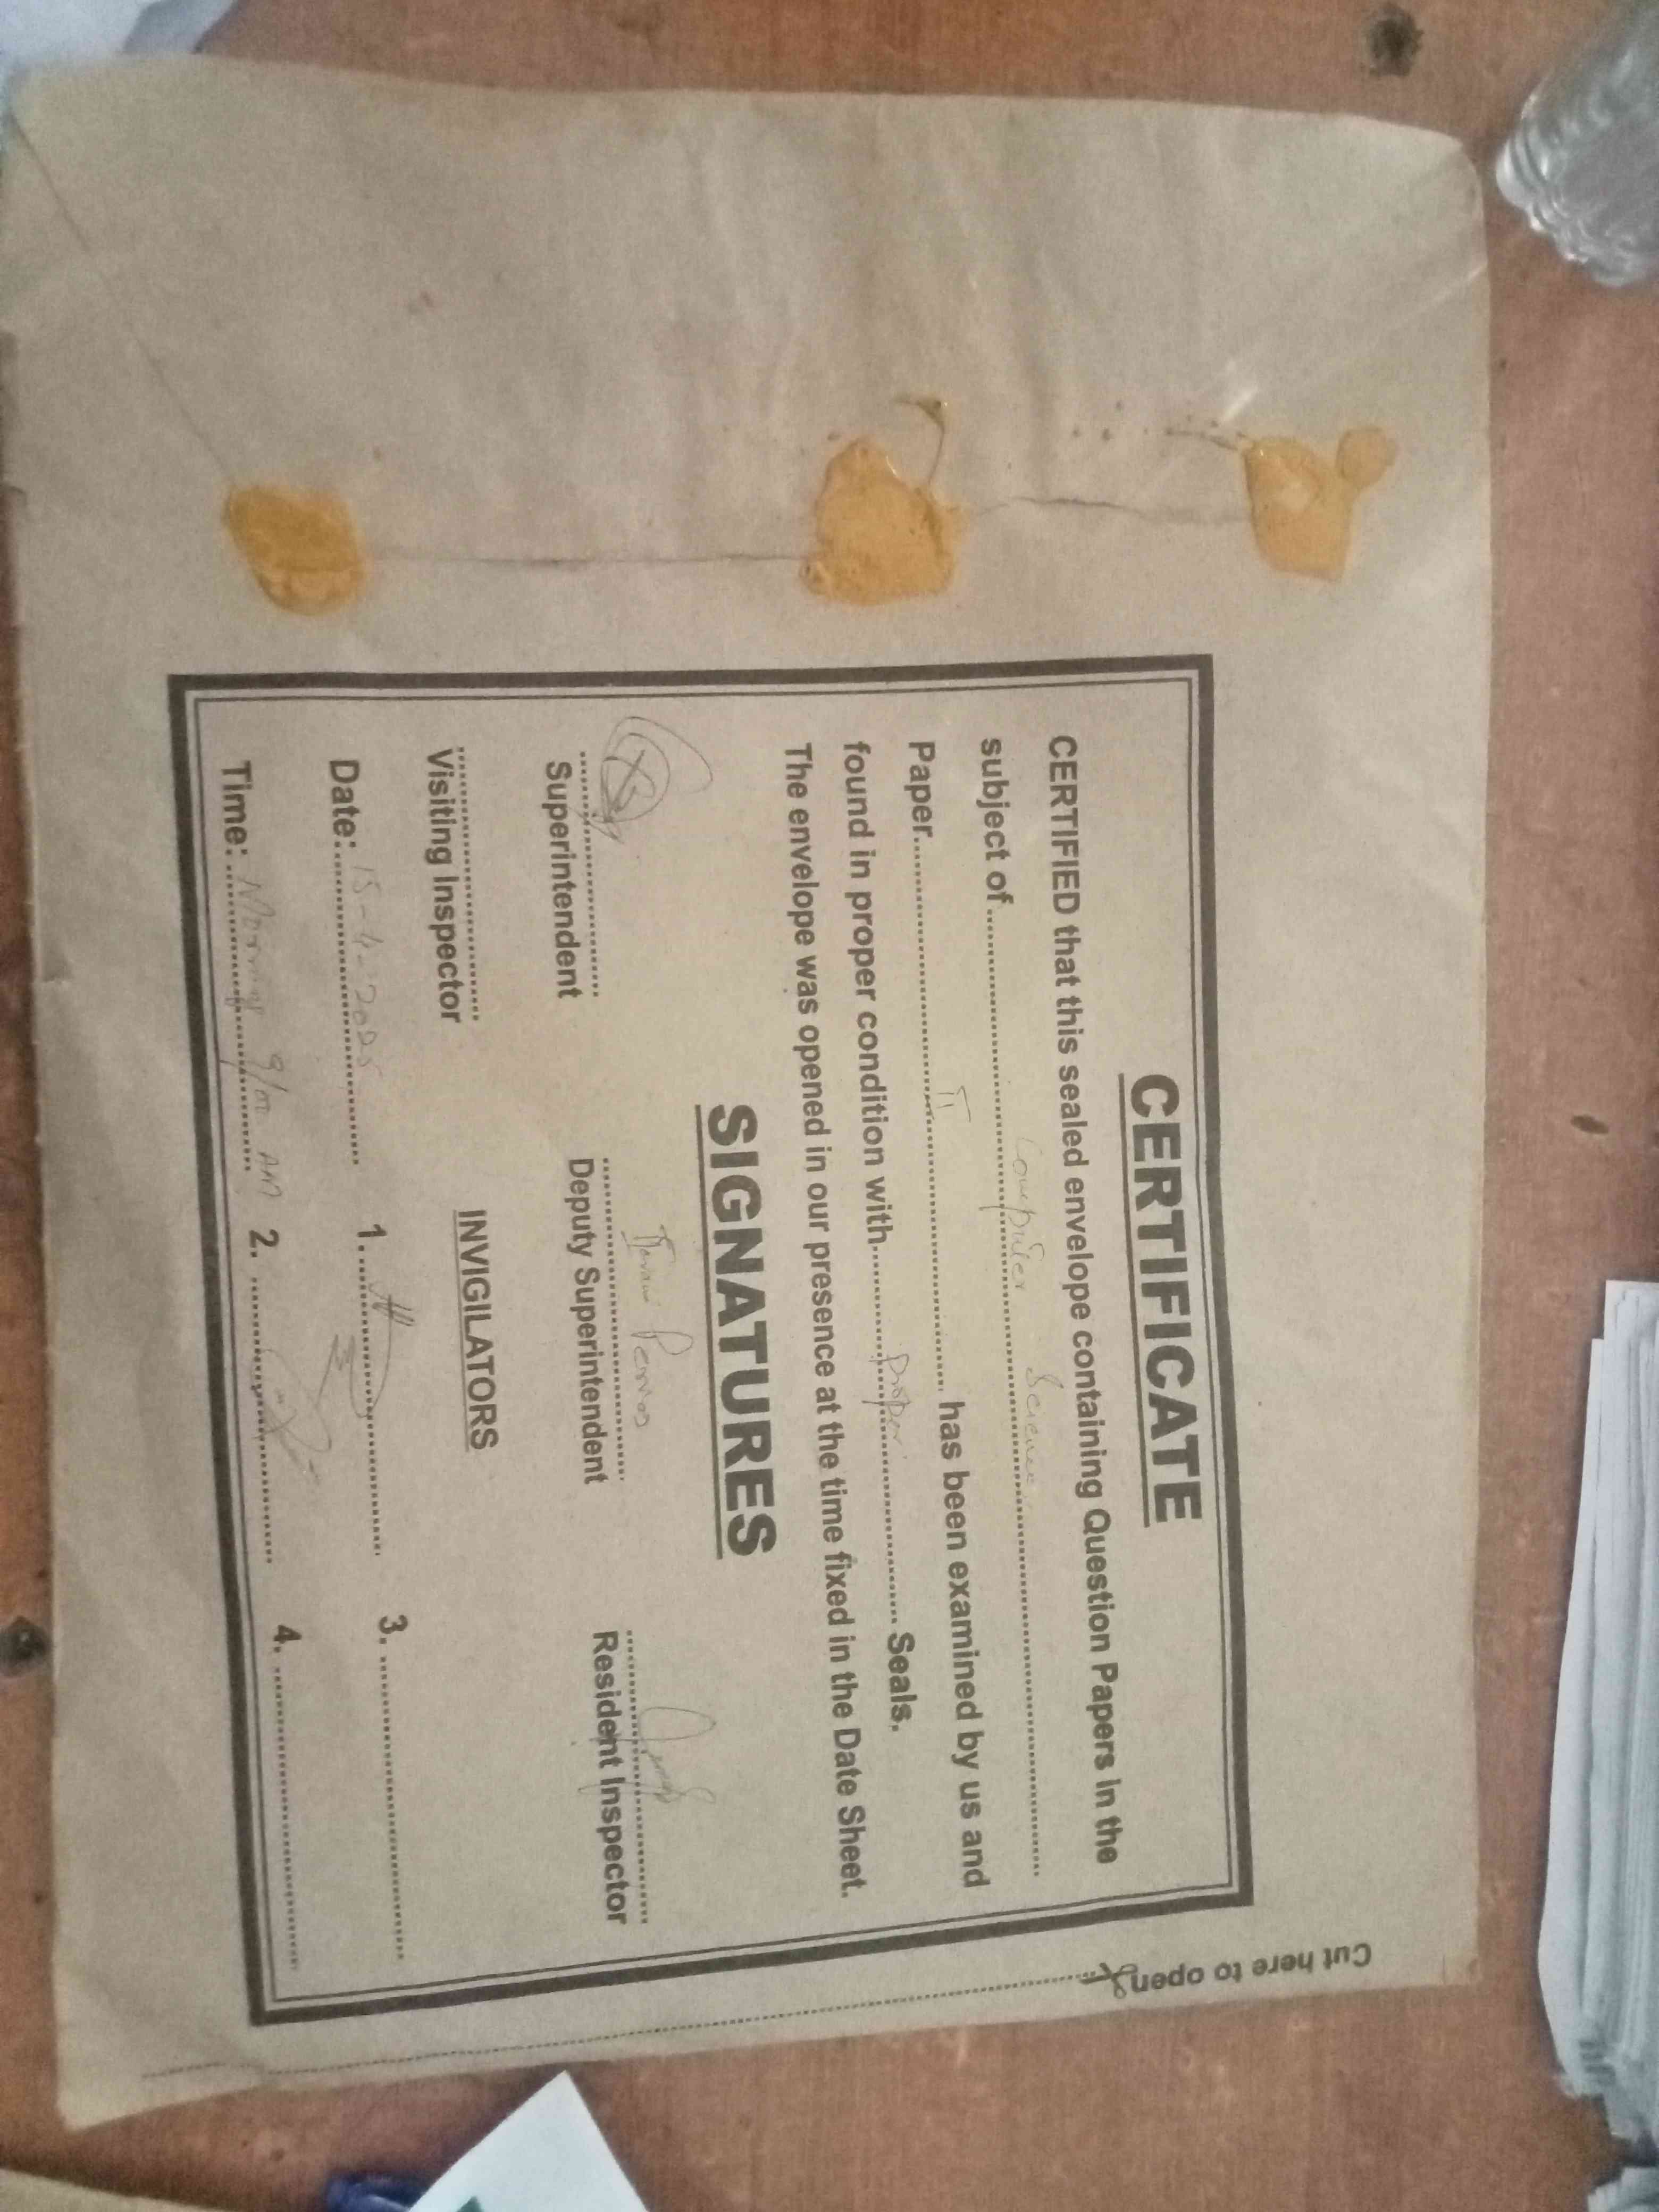 CERTIFICATE
CERTIFIED that this sealed envelope containing Question Papers in the
subject of Computer Science
Paper II has been examined by us and
found in proper condition with proper Seals.
The envelope was opened in our presence at the time fixed in the Date Sheet.
SIGNATURES
Superintendent Deputy Superintendent Resident Inspector
Visiting Inspector INVIGILATORS
Date: 15-4-2025 1. 3.
Time: Morning 9/00 AM 2. 4.
Cut here to open